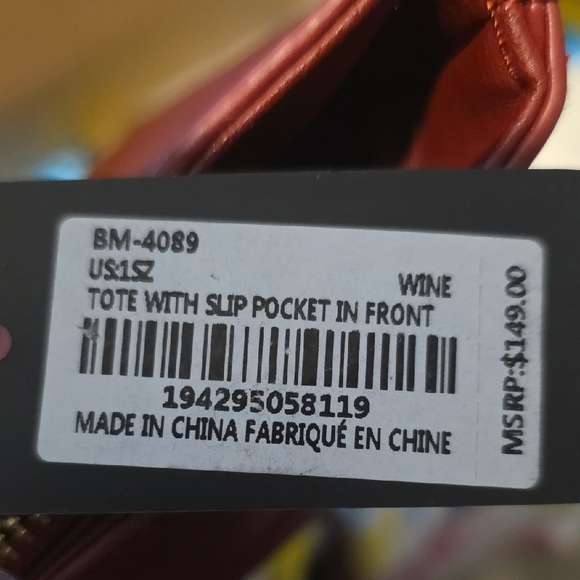 BM-4089
US:1SZ
WINE
TOTE WITH SLIP POCKET IN FRONT
194295058119
MADE IN CHINA FABRIQUÉ EN CHINE
MSRP:$149.00